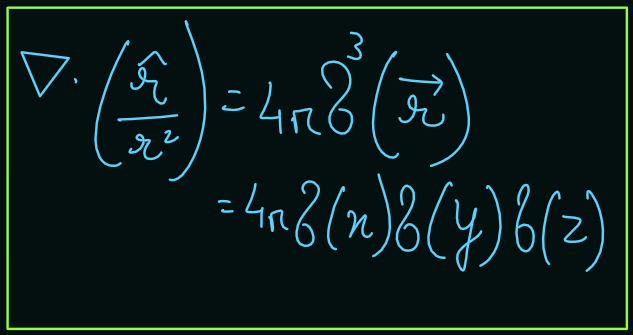 ∇·(r̂/r²) = 4πδ³(r⃗)
= 4πδ(x)δ(y)δ(z)